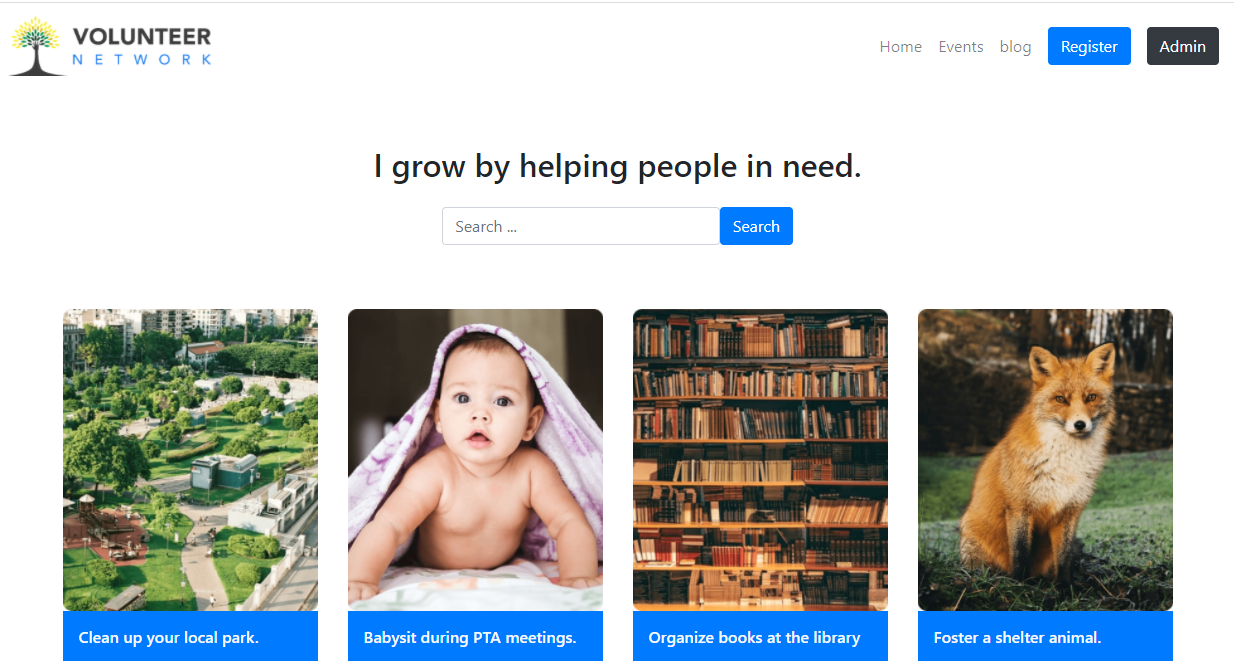 VOLUNTEER
NETWORK
Home Events blog Register Admin
I grow by helping people in need.
Search ... Search
Clean up your local park. Babysit during PTA meetings. Organize books at the library Foster a shelter animal.